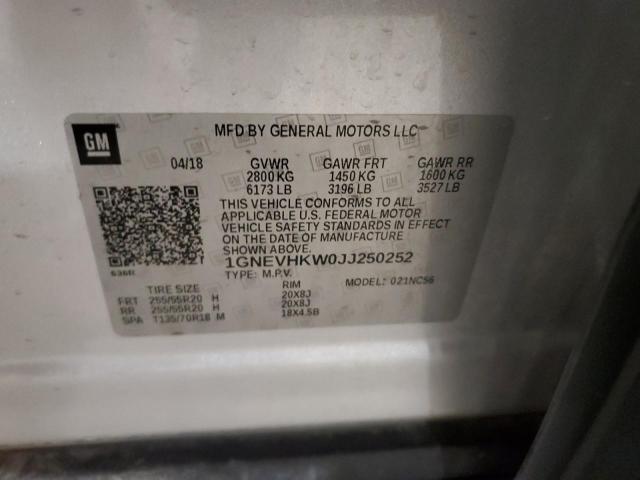 GM
MFD BY GENERAL MOTORS LLC
04/18 GVWR GAWR FRT GAWR RR
2800 KG 1450 KG 1600 KG
6173 LB 3196 LB 3527 LB
THIS VEHICLE CONFORMS TO ALL
APPLICABLE U.S. FEDERAL MOTOR
VEHICLE SAFETY STANDARDS IN EFFECT
ON THE DATE OF MANUFACTURE
SHOWN ABOVE.
1GNEVHKW0JJ250252
TYPE: M.P.V. MODEL: 021NC56
TIRE SIZE RIM
FRT 255/55R20 H 20X8J
RR 255/55R20 H 20X8J
SPA T135/70R18 M 18X4.5B